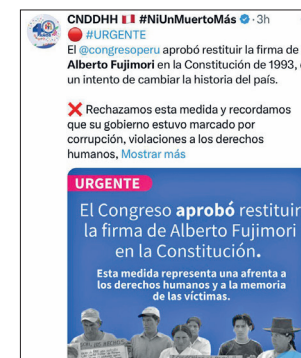 CNDDHH #NiUnMuertoMás · 3h
#URGENTE
El @congresoperu aprobó restituir la firma de
Alberto Fujimori en la Constitución de 1993,
un intento de cambiar la historia del país.
Rechazamos esta medida y recordamos
que su gobierno estuvo marcado por
corrupción, violaciones a los derechos
humanos, Mostrar más
URGENTE
El Congreso aprobó restituir
la firma de Alberto Fujimori
en la Constitución.
Esta medida representa una afrenta a
los derechos humanos y a la memoria
de las víctimas.